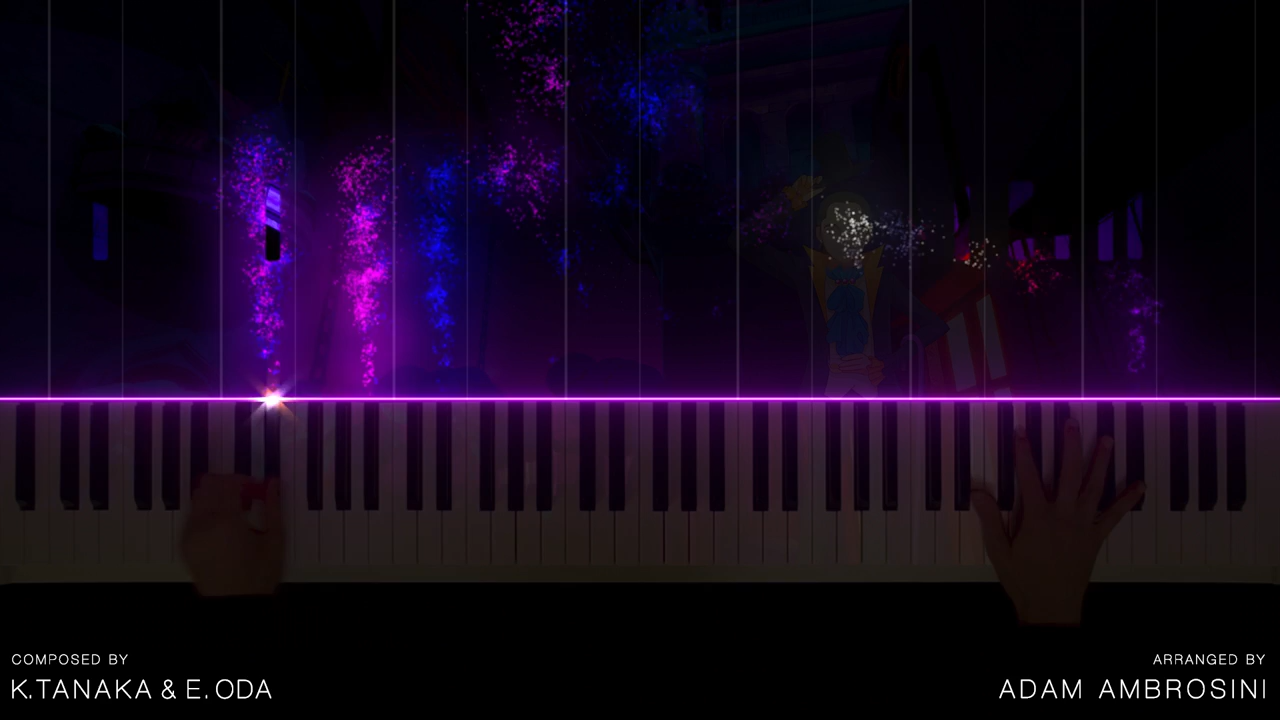 COMPOSED BY
K.TANAKA & E.ODA
ARRANGED BY
ADAM AMBROSINI